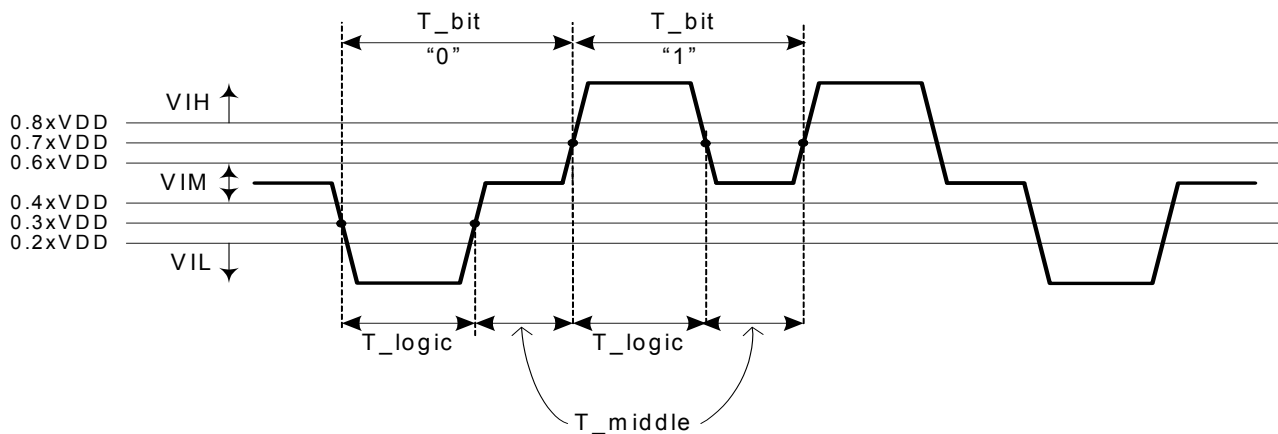 T_bit T_bit
“0” “1”
VIH
0.8xVDD
0.7xVDD
0.6xVDD
VIM
0.4xVDD
0.3xVDD
0.2xVDD
VIL
T_logic T_logic
T_middle